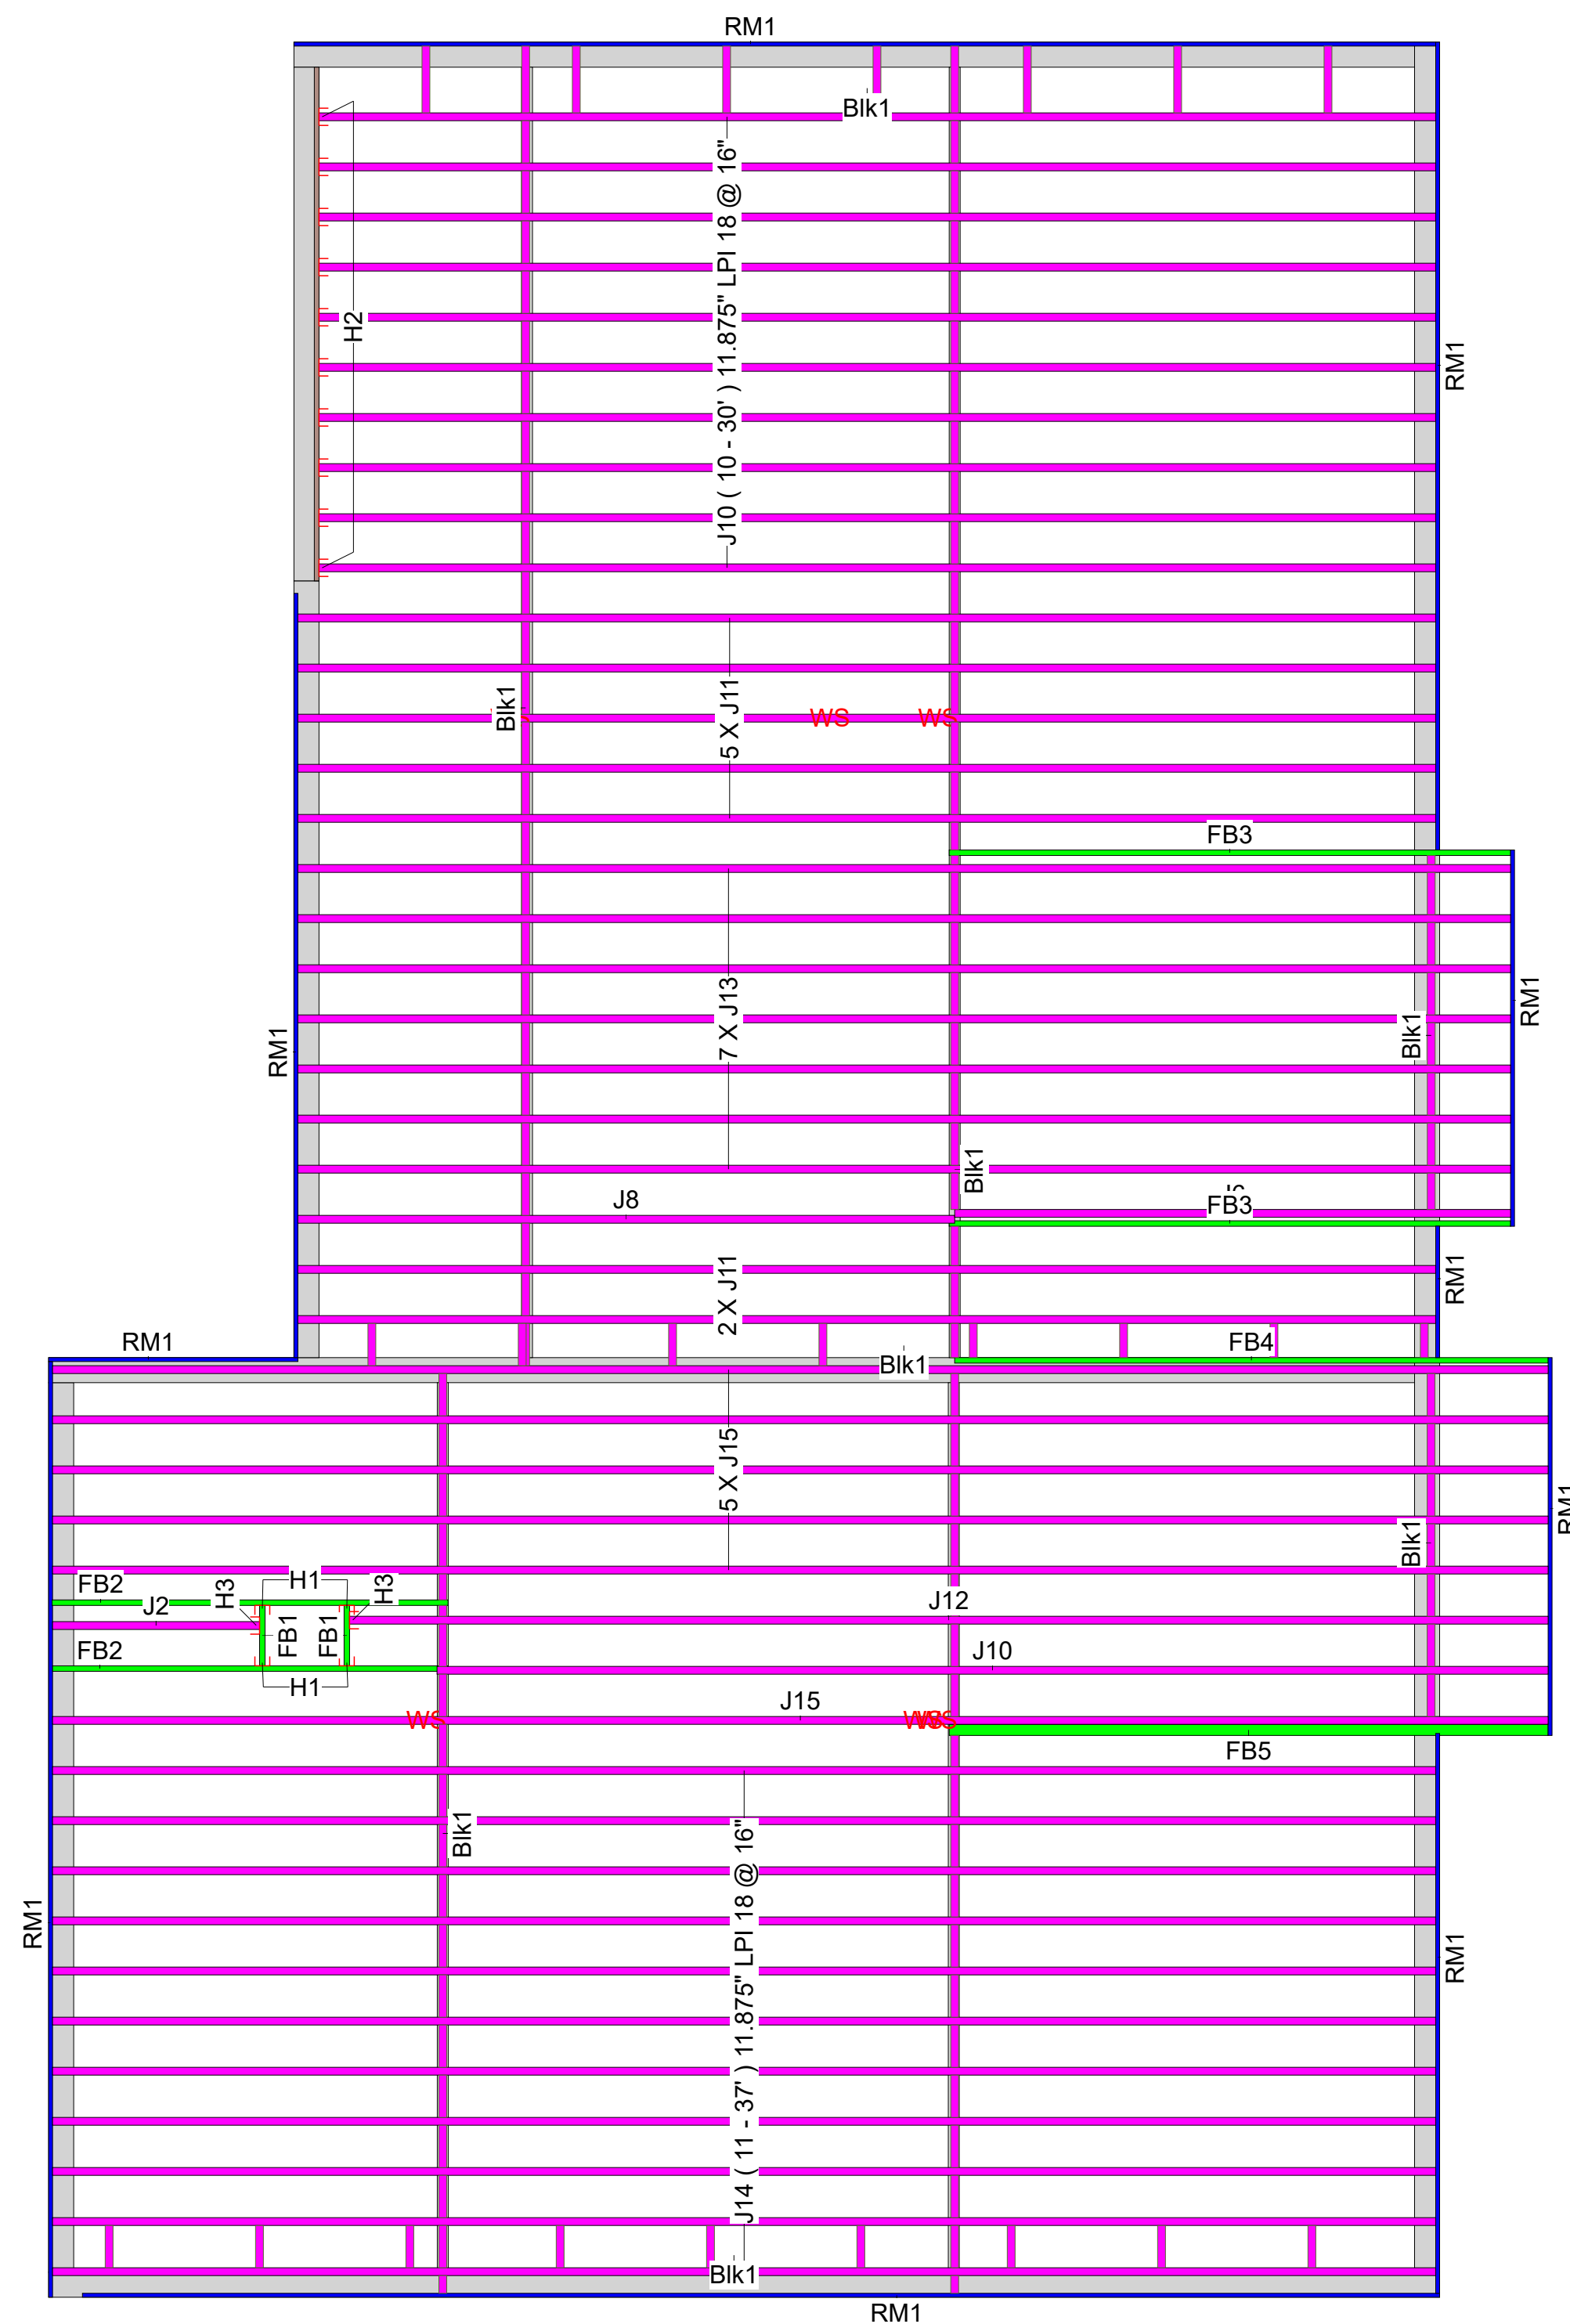 RM1
Blk1
J10 ( 10 - 30' ) 11.875" LPI 18 @ 16"
H2
RM1
Blk1
5 X J11
WS
WS
FB3
7 X J13
RM1
Blk1
RM1
Blk1
J8
FB3
2 X J11
RM1
RM1
FB4
Blk1
5 X J15
RM1
Blk1
FB2
H3
H1
H3
J2
J12
FB1
FB1
FB2
J10
H1
J15
WS
WS
WS
FB5
Blk1
J14 ( 11 - 37' ) 11.875" LPI 18 @ 16"
RM1
RM1
Blk1
RM1